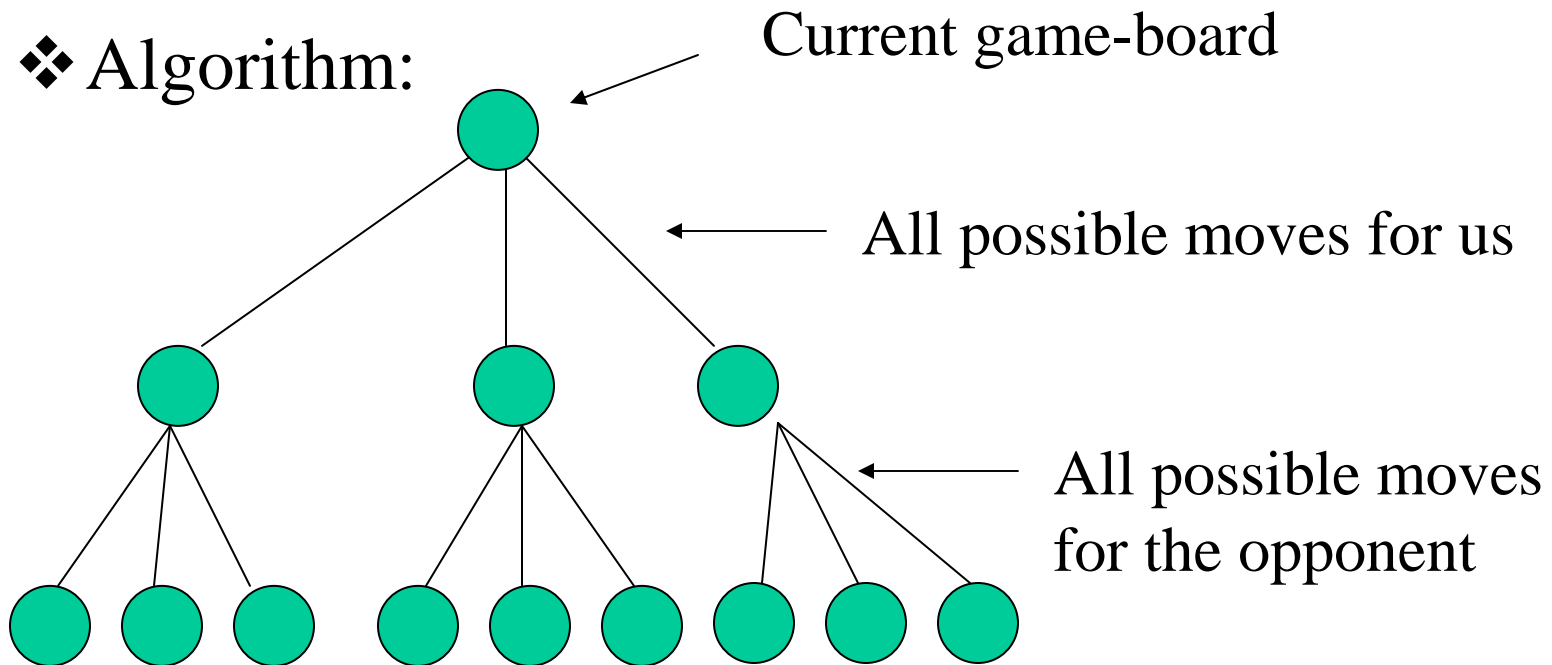 ❖ Algorithm:
Current game-board
All possible moves for us
All possible moves
for the opponent